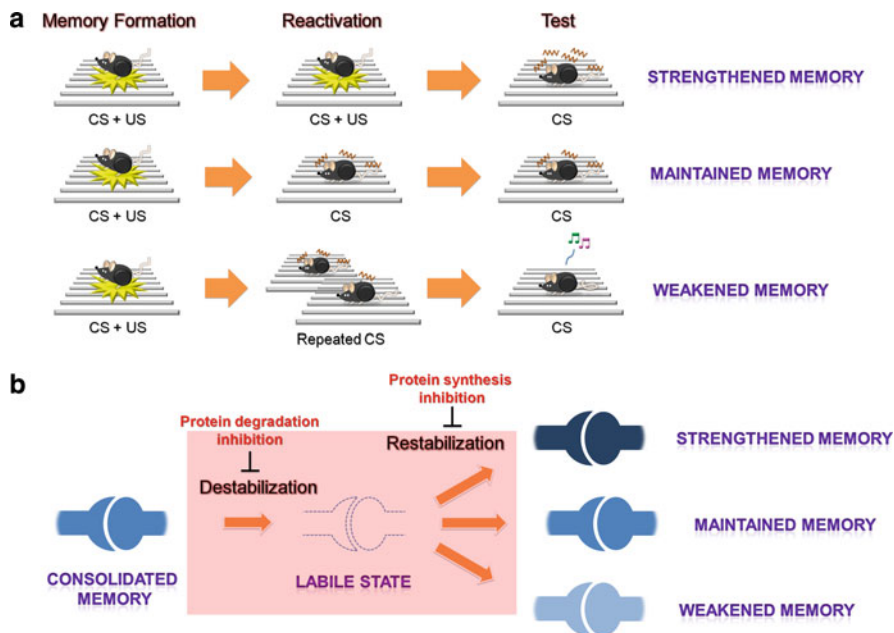 a
Memory Formation Reactivation Test
CS + US CS + US CS STRENGTHENED MEMORY
CS + US CS CS MAINTAINED MEMORY
CS + US Repeated CS CS WEAKENED MEMORY
b
Protein synthesis
inhibition
Protein degradation
inhibition
Restabilization
Destabilization
STRENGTHENED MEMORY
MAINTAINED MEMORY
CONSOLIDATED
MEMORY
LABILE STATE
WEAKENED MEMORY